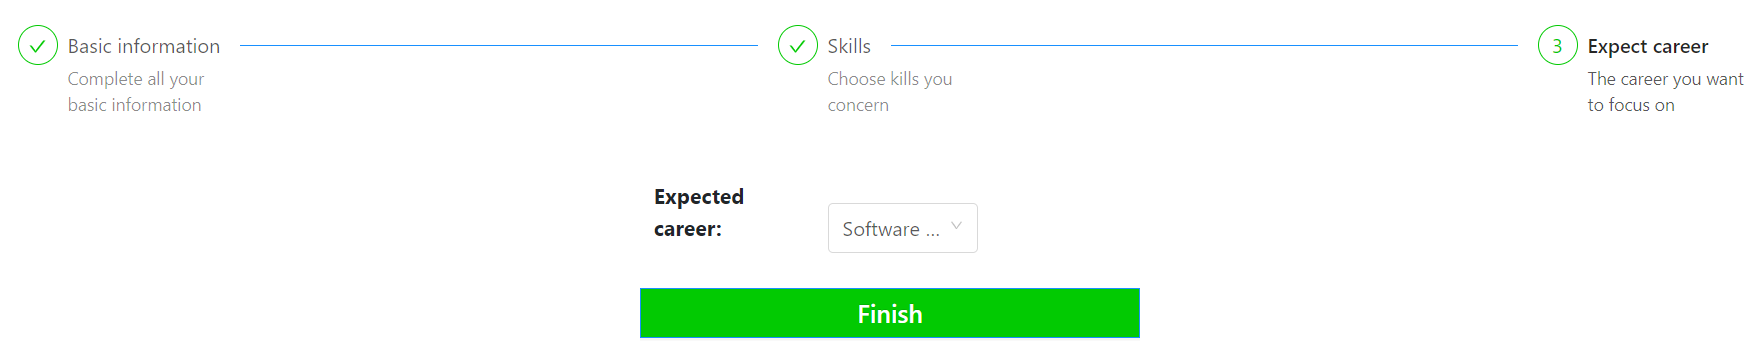 Basic information
Complete all your
basic information
Skills
Choose kills you
concern
3
Expect career
The career you want
to focus on
Expected
career:
Software ...
Finish